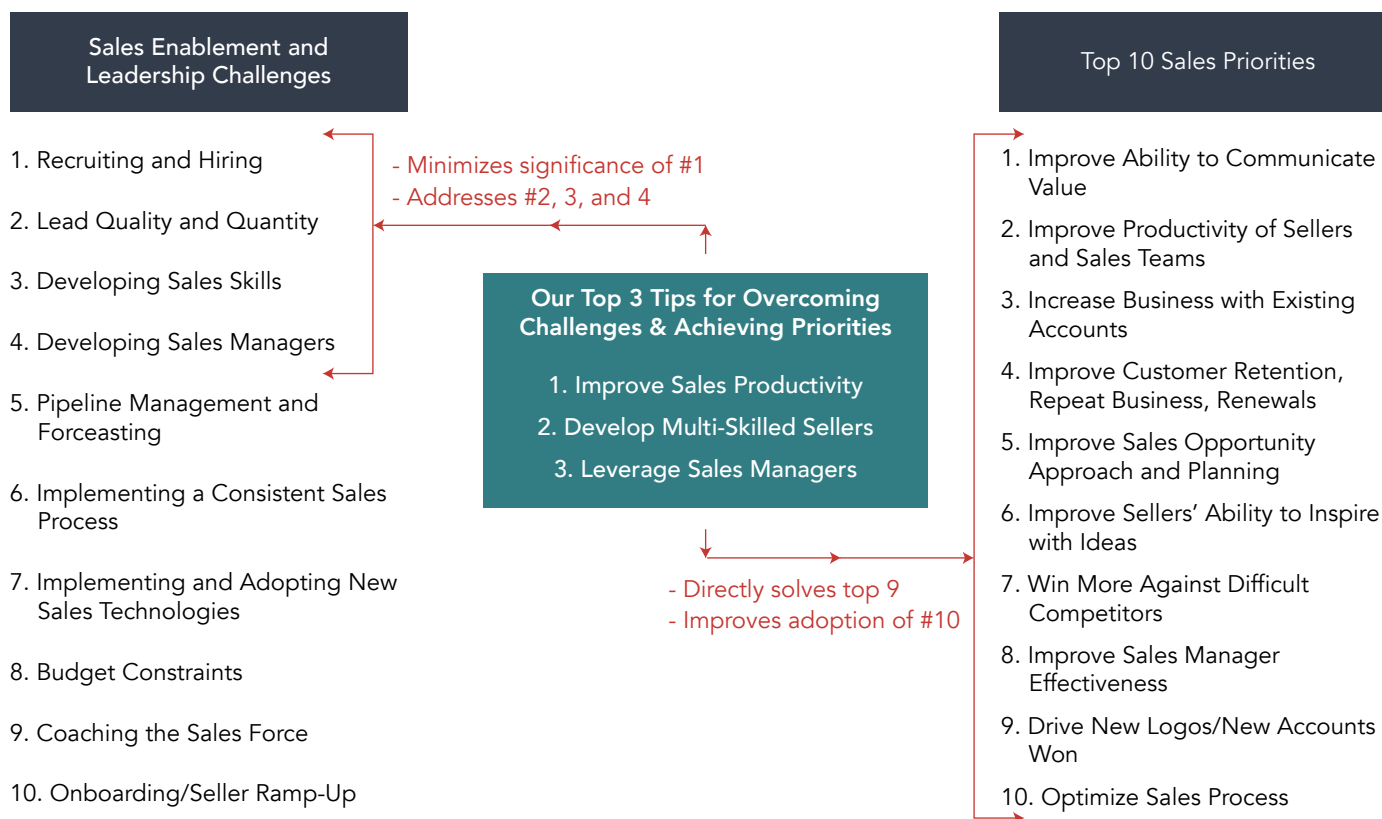 Sales Enablement and
Leadership Challenges
1. Recruiting and Hiring
2. Lead Quality and Quantity
3. Developing Sales Skills
4. Developing Sales Managers
5. Pipeline Management and
Forceasting
6. Implementing a Consistent Sales
Process
7. Implementing and Adopting New
Sales Technologies
8. Budget Constraints
9. Coaching the Sales Force
10. Onboarding/Seller Ramp-Up
- Minimizes significance of #1
- Addresses #2, 3, and 4
Our Top 3 Tips for Overcoming
Challenges & Achieving Priorities
1. Improve Sales Productivity
2. Develop Multi-Skilled Sellers
3. Leverage Sales Managers
- Directly solves top 9
- Improves adoption of #10
Top 10 Sales Priorities
1. Improve Ability to Communicate
Value
2. Improve Productivity of Sellers
and Sales Teams
3. Increase Business with Existing
Accounts
4. Improve Customer Retention,
Repeat Business, Renewals
5. Improve Sales Opportunity
Approach and Planning
6. Improve Sellers’ Ability to Inspire
with Ideas
7. Win More Against Difficult
Competitors
8. Improve Sales Manager
Effectiveness
9. Drive New Logos/New Accounts
Won
10. Optimize Sales Process